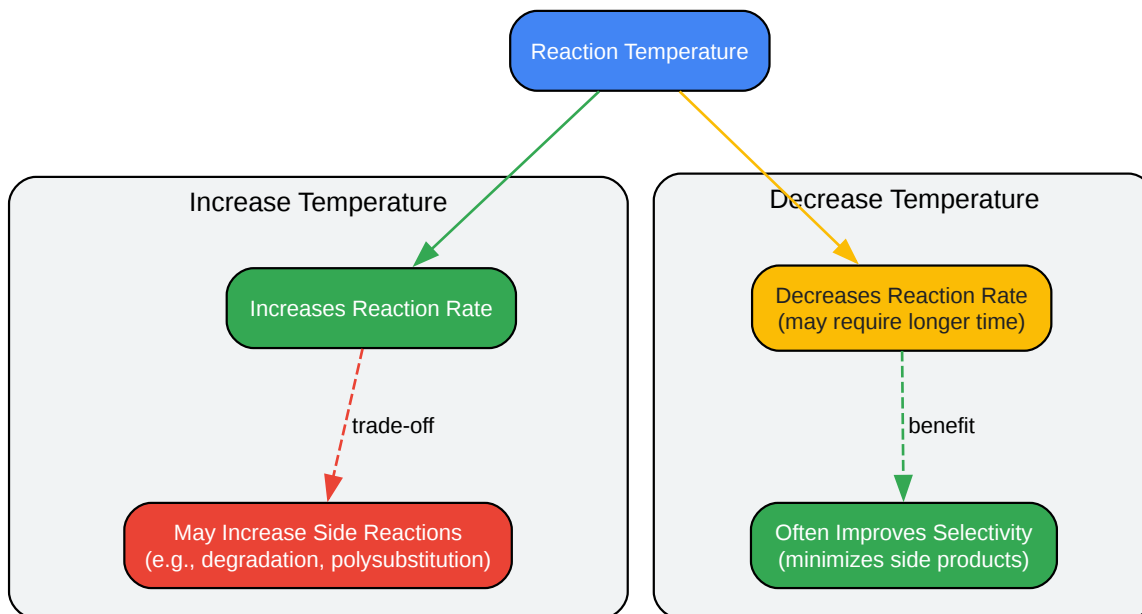 Reaction Temperature
Increase Temperature
Increases Reaction Rate
trade-off
May Increase Side Reactions
(e.g., degradation, polysubstitution)
Decrease Temperature
Decreases Reaction Rate
(may require longer time)
benefit
Often Improves Selectivity
(minimizes side products)